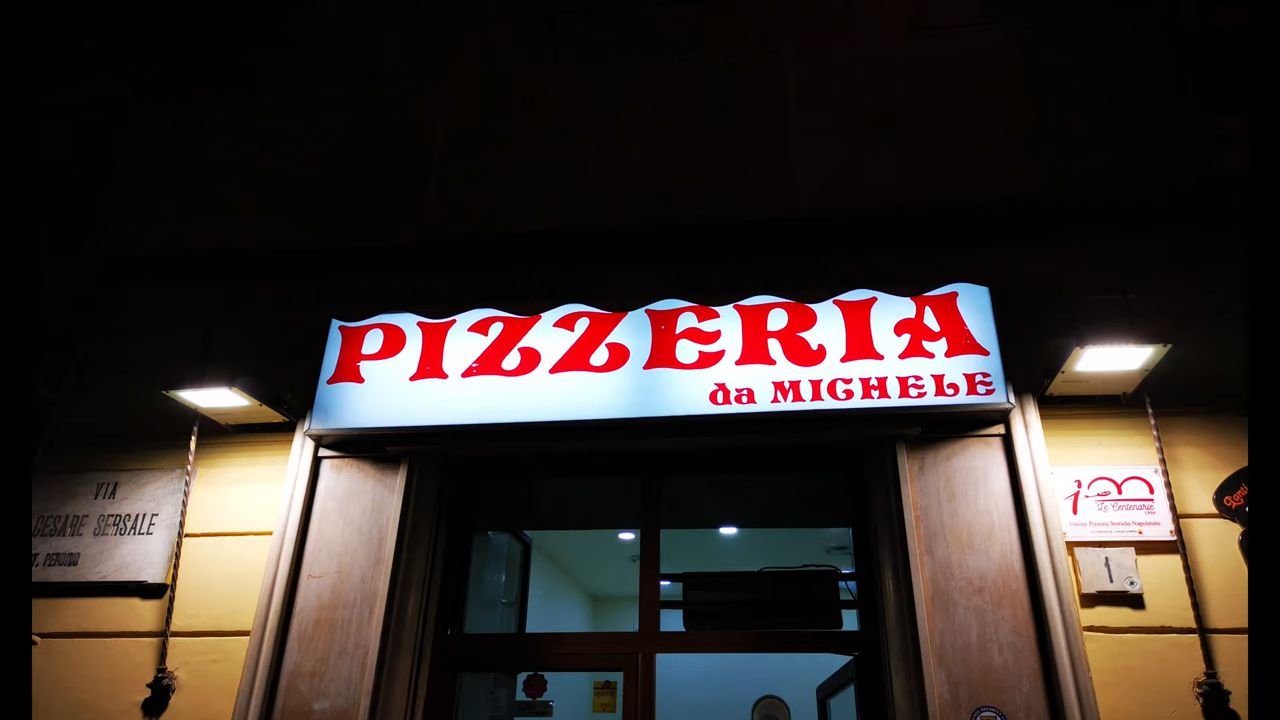 PIZZERIA
da MICHELE
VIA
CESARE SERSALE
Le Centenarie
Unione Pizzerie Storiche Napoletane
1